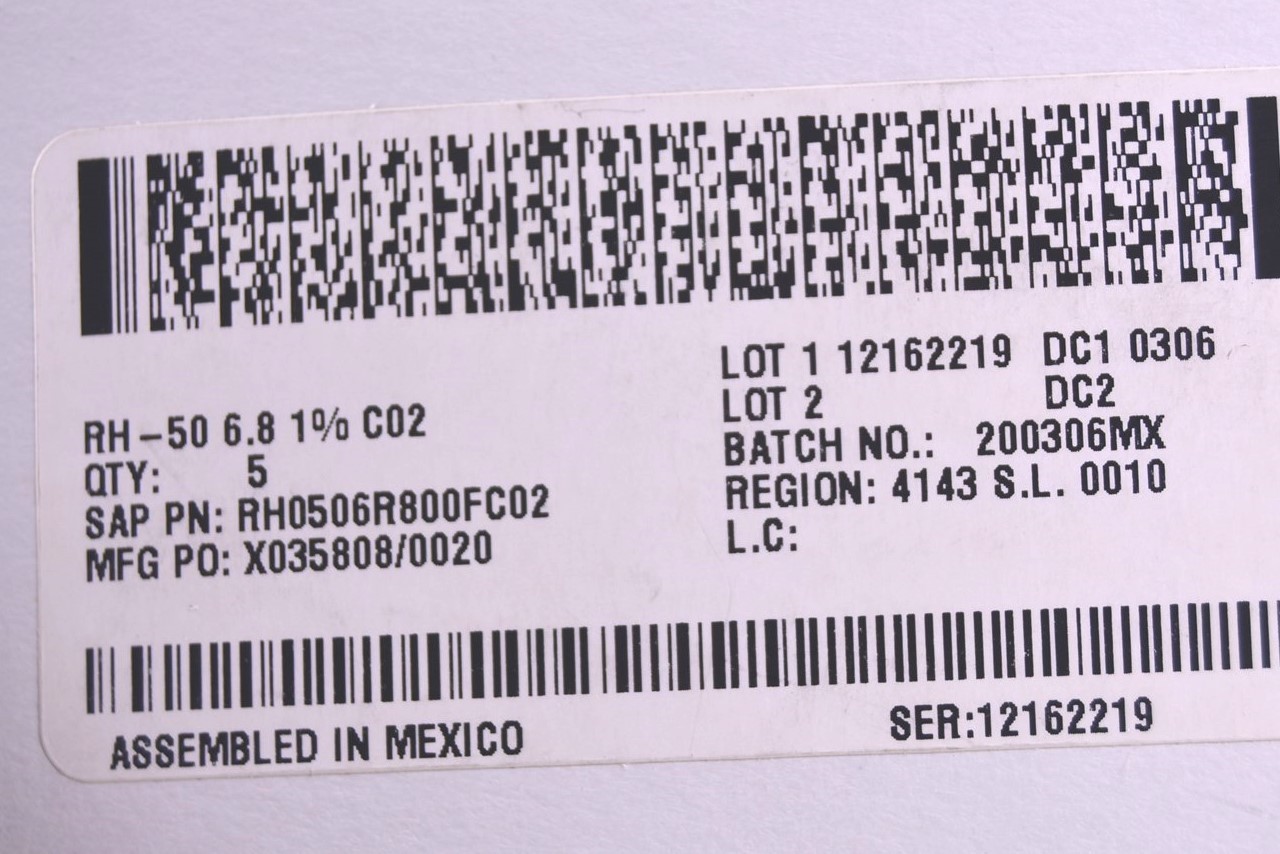 RH-50 6.8 1% C02
QTY: 5
SAP PN: RH0506R800FC02
MFG PO: X035808/0020
LOT 1 12162219 DC1 0306
LOT 2 DC2
BATCH NO.: 200306MX
REGION: 4143 S.L. 0010
L.C:
ASSEMBLED IN MEXICO
SER:12162219